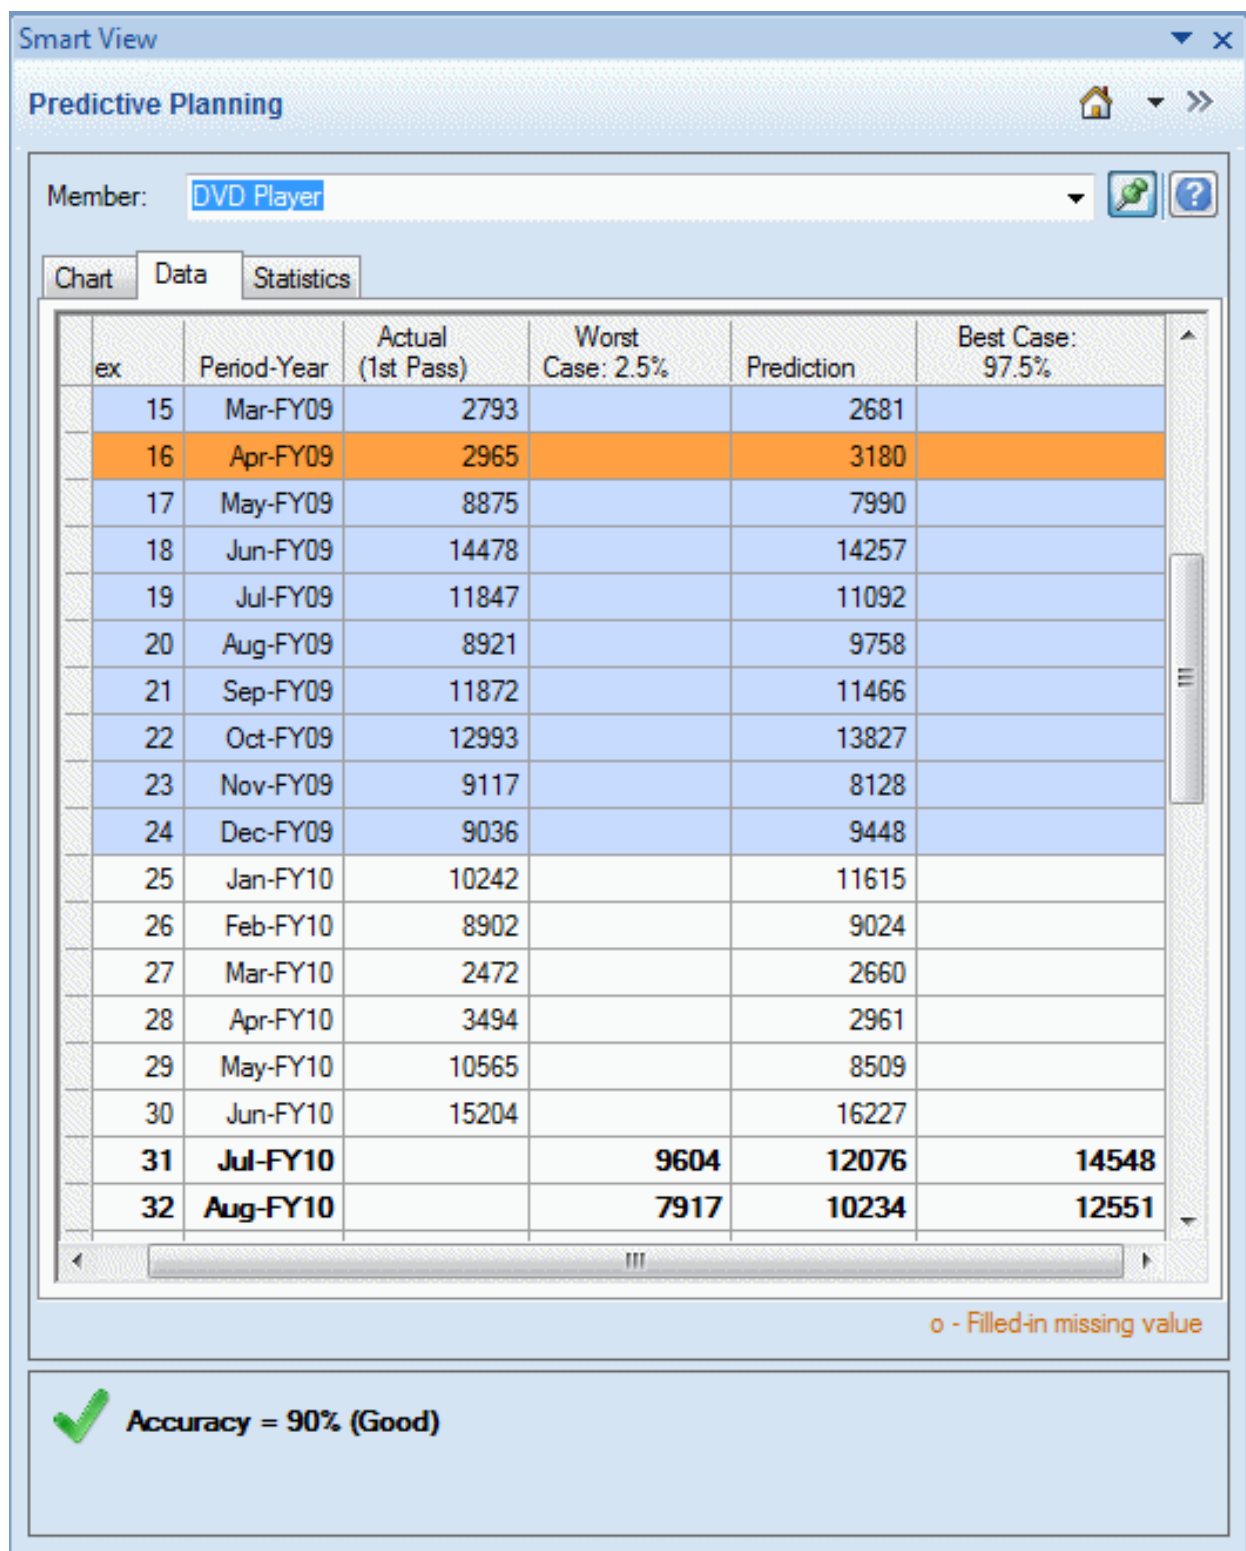 Smart View
Predictive Planning
Member: DVD Player
Chart Data Statistics
Actual Worst Best Case:
ex Period-Year (1st Pass) Case: 2.5% Prediction 97.5%
15 Mar-FY09 2793 2681
16 Apr-FY09 2965 3180
17 May-FY09 8875 7990
18 Jun-FY09 14478 14257
19 Jul-FY09 11847 11092
20 Aug-FY09 8921 9758
21 Sep-FY09 11872 11466
22 Oct-FY09 12993 13827
23 Nov-FY09 9117 8128
24 Dec-FY09 9036 9448
25 Jan-FY10 10242 11615
26 Feb-FY10 8902 9024
27 Mar-FY10 2472 2660
28 Apr-FY10 3494 2961
29 May-FY10 10565 8509
30 Jun-FY10 15204 16227
31 Jul-FY10 9604 12076 14548
32 Aug-FY10 7917 10234 12551
o - Filled-in missing value
Accuracy = 90% (Good)